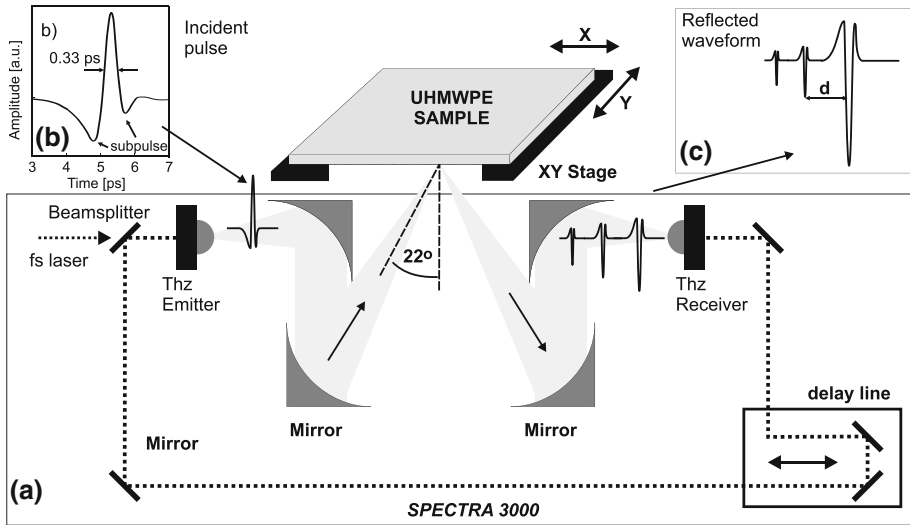 b)
Incident
pulse
0.33 ps
subpulse
Amplitude [a.u.]
(b)
3 4 5 6 7
Time [ps]
X
Y
UHMWPE
SAMPLE
XY Stage
Reflected
waveform
d
(c)
Beamsplitter
fs laser
Thz
Emitter
22o
Thz
Receiver
Mirror
Mirror
Mirror
delay line
(a)
SPECTRA 3000